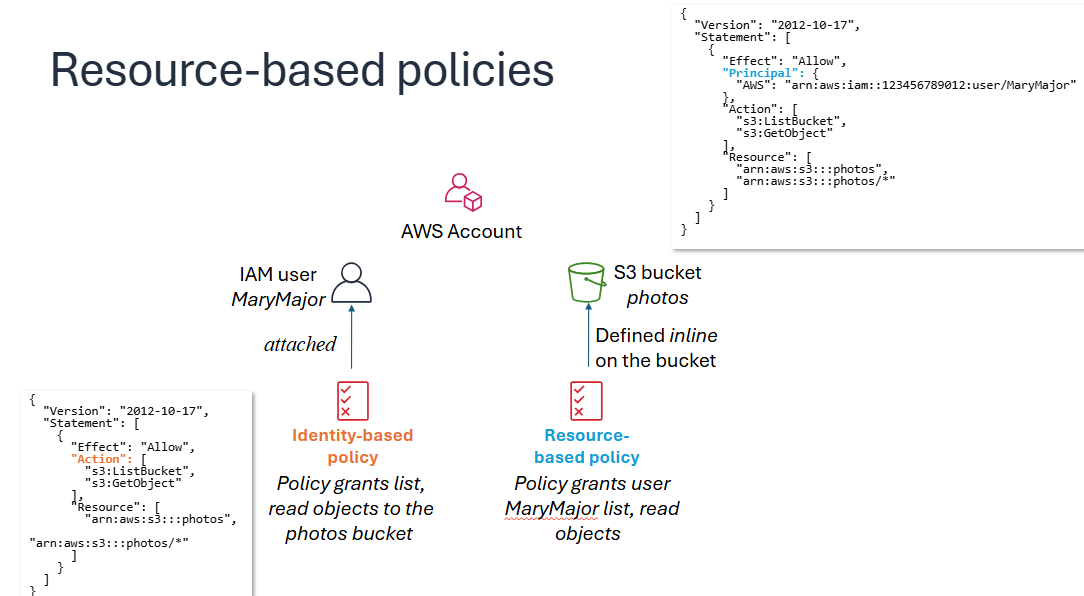 Resource-based policies
{
"Version": "2012-10-17",
"Statement": [
{
"Effect": "Allow",
"Principal": {
"AWS": "arn:aws:iam::123456789012:user/MaryMajor"
},
"Action": [
"s3:ListBucket",
"s3:GetObject"
],
"Resource": [
"arn:aws:s3:::photos",
"arn:aws:s3:::photos/*"
]
}
]
}
AWS Account
IAM user
MaryMajor
S3 bucket
photos
attached
Defined inline
on the bucket
Identity-based
policy
Policy grants list,
read objects to the
photos bucket
Resource-
based policy
Policy grants user
MaryMajor list, read
objects
{
"Version": "2012-10-17",
"Statement": [
{
"Effect": "Allow",
"Action": [
"s3:ListBucket",
"s3:GetObject"
],
"Resource": [
"arn:aws:s3:::photos",
"arn:aws:s3:::photos/*"
]
}
]
}